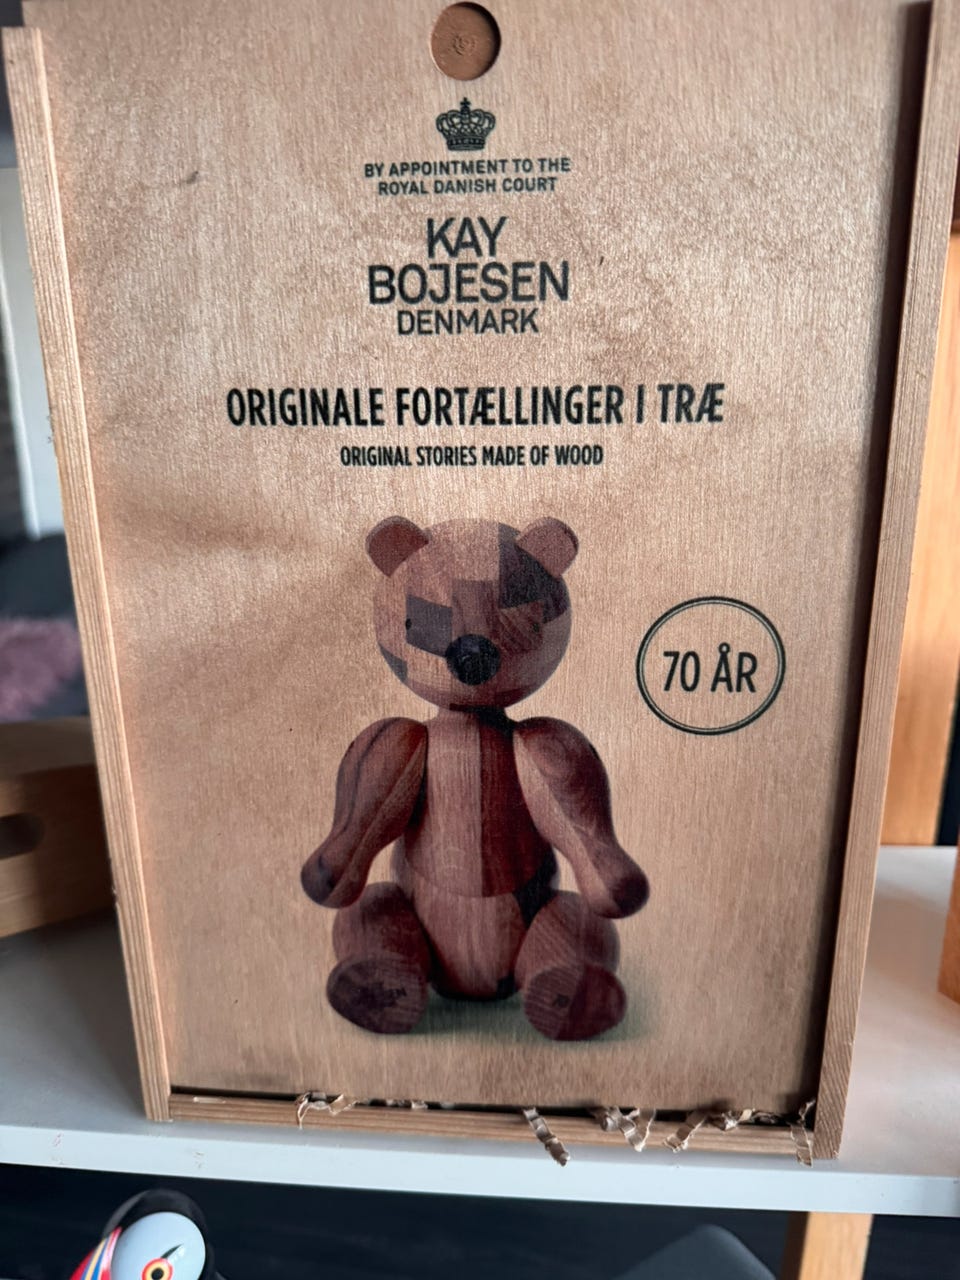 BY APPOINTMENT TO THE
ROYAL DANISH COURT
KAY
BOJESEN
DENMARK
ORIGINALE FORTÆLLINGER I TRÆ
ORIGINAL STORIES MADE OF WOOD
70 ÅR
70